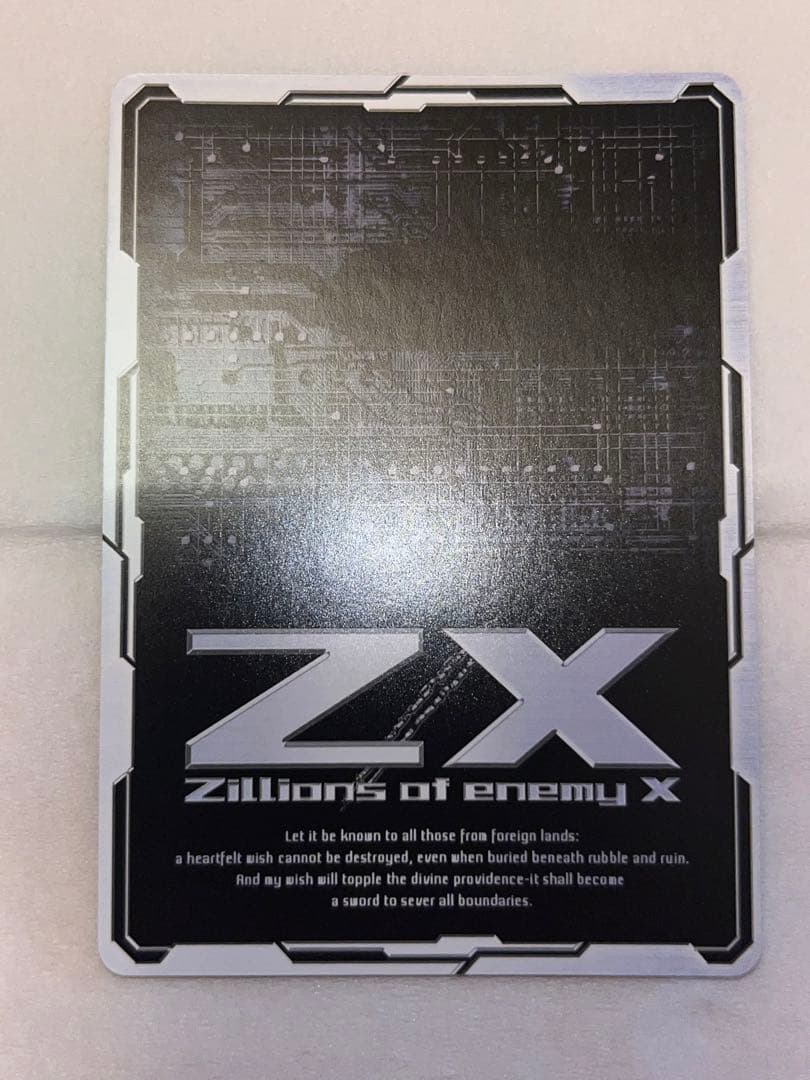 ZX
Zillions of enemy X
Let it be known to all those from foreign lands:
a heartfelt wish cannot be destroyed, even when buried beneath rubble and ruin.
And my wish will topple the divine providence-it shall become
a sword to sever all boundaries.